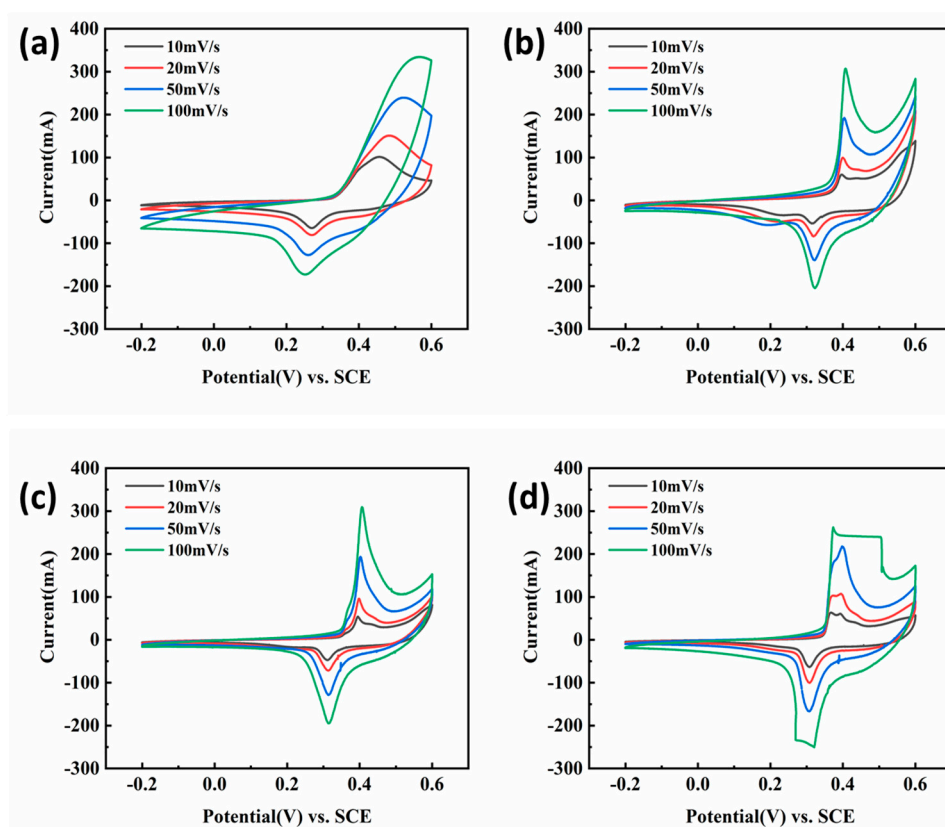 (a)
10mV/s
20mV/s
50mV/s
100mV/s
400
300
200
100
0
-100
-200
-300
Current(mA)
-0.2 0.0 0.2 0.4 0.6
Potential(V) vs. SCE
(b)
10mV/s
20mV/s
50mV/s
100mV/s
400
300
200
100
0
-100
-200
-300
Current(mA)
-0.2 0.0 0.2 0.4 0.6
Potential(V) vs. SCE
(c)
10mV/s
20mV/s
50mV/s
100mV/s
400
300
200
100
0
-100
-200
-300
Current(mA)
-0.2 0.0 0.2 0.4 0.6
Potential(V) vs. SCE
(d)
10mV/s
20mV/s
50mV/s
100mV/s
400
300
200
100
0
-100
-200
-300
Current(mA)
-0.2 0.0 0.2 0.4 0.6
Potential(V) vs. SCE